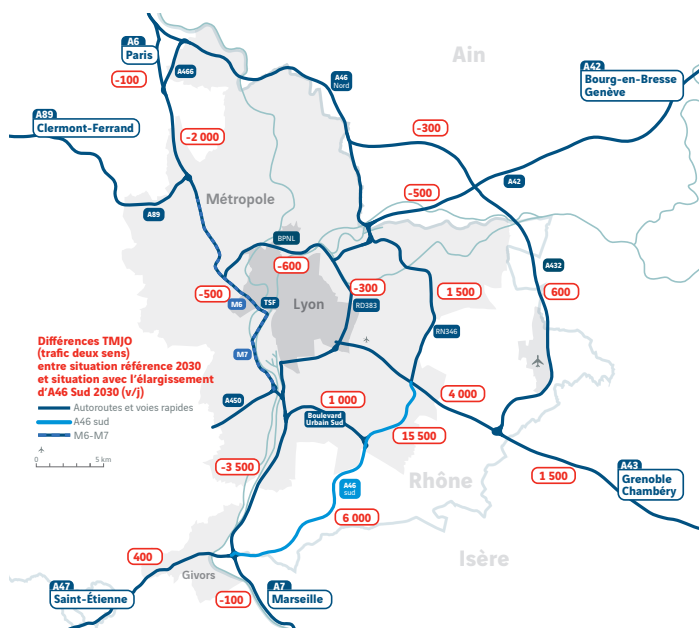 Ain
A6
Paris
-100
A466
A46
Nord
A42
Bourg-en-Bresse
Genève
A89
Clermont-Ferrand
-2 000
-300
-500
A42
Métropole
A89
BPNL
-600
-500
M6
TSF
Lyon
-300
RD383
1 500
A432
600
RN346
Différences TMJO
(trafic deux sens)
entre situation référence 2030
et situation avec l'élargissement
d'A46 Sud 2030 (v/j)
Autoroutes et voies rapides
A46 sud
M6-M7
0 5 km
M7
A450
1 000
Boulevard
Urbain Sud
4 000
15 500
-3 500
A46
sud
Rhône
1 500
A43
Grenoble
Chambéry
6 000
Isère
400
Givors
A47
Saint-Étienne
-100
A7
Marseille